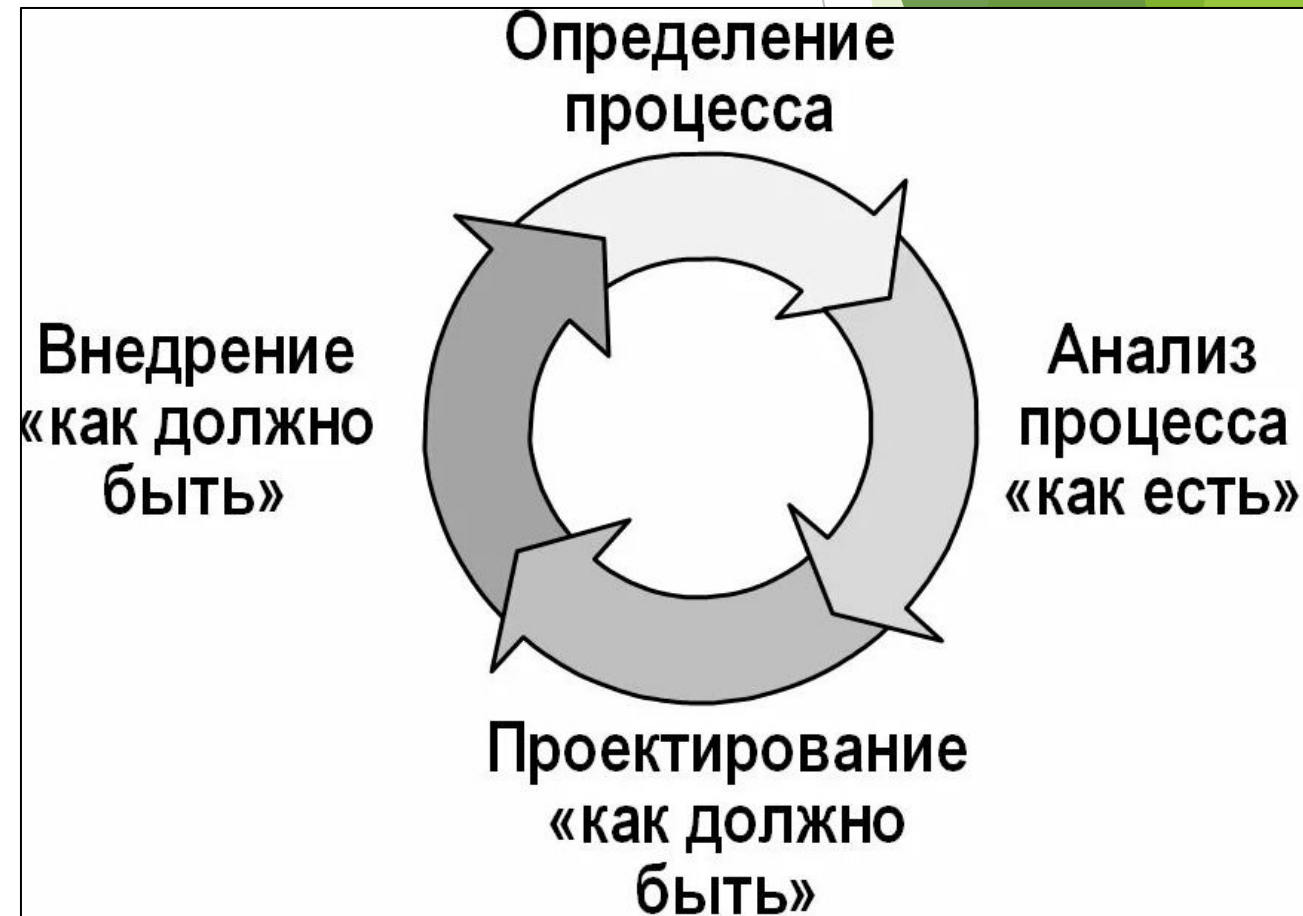 Определение
процесса
Анализ
процесса
«как есть»
Проектирование
«как должно
быть»
Внедрение
«как должно
быть»